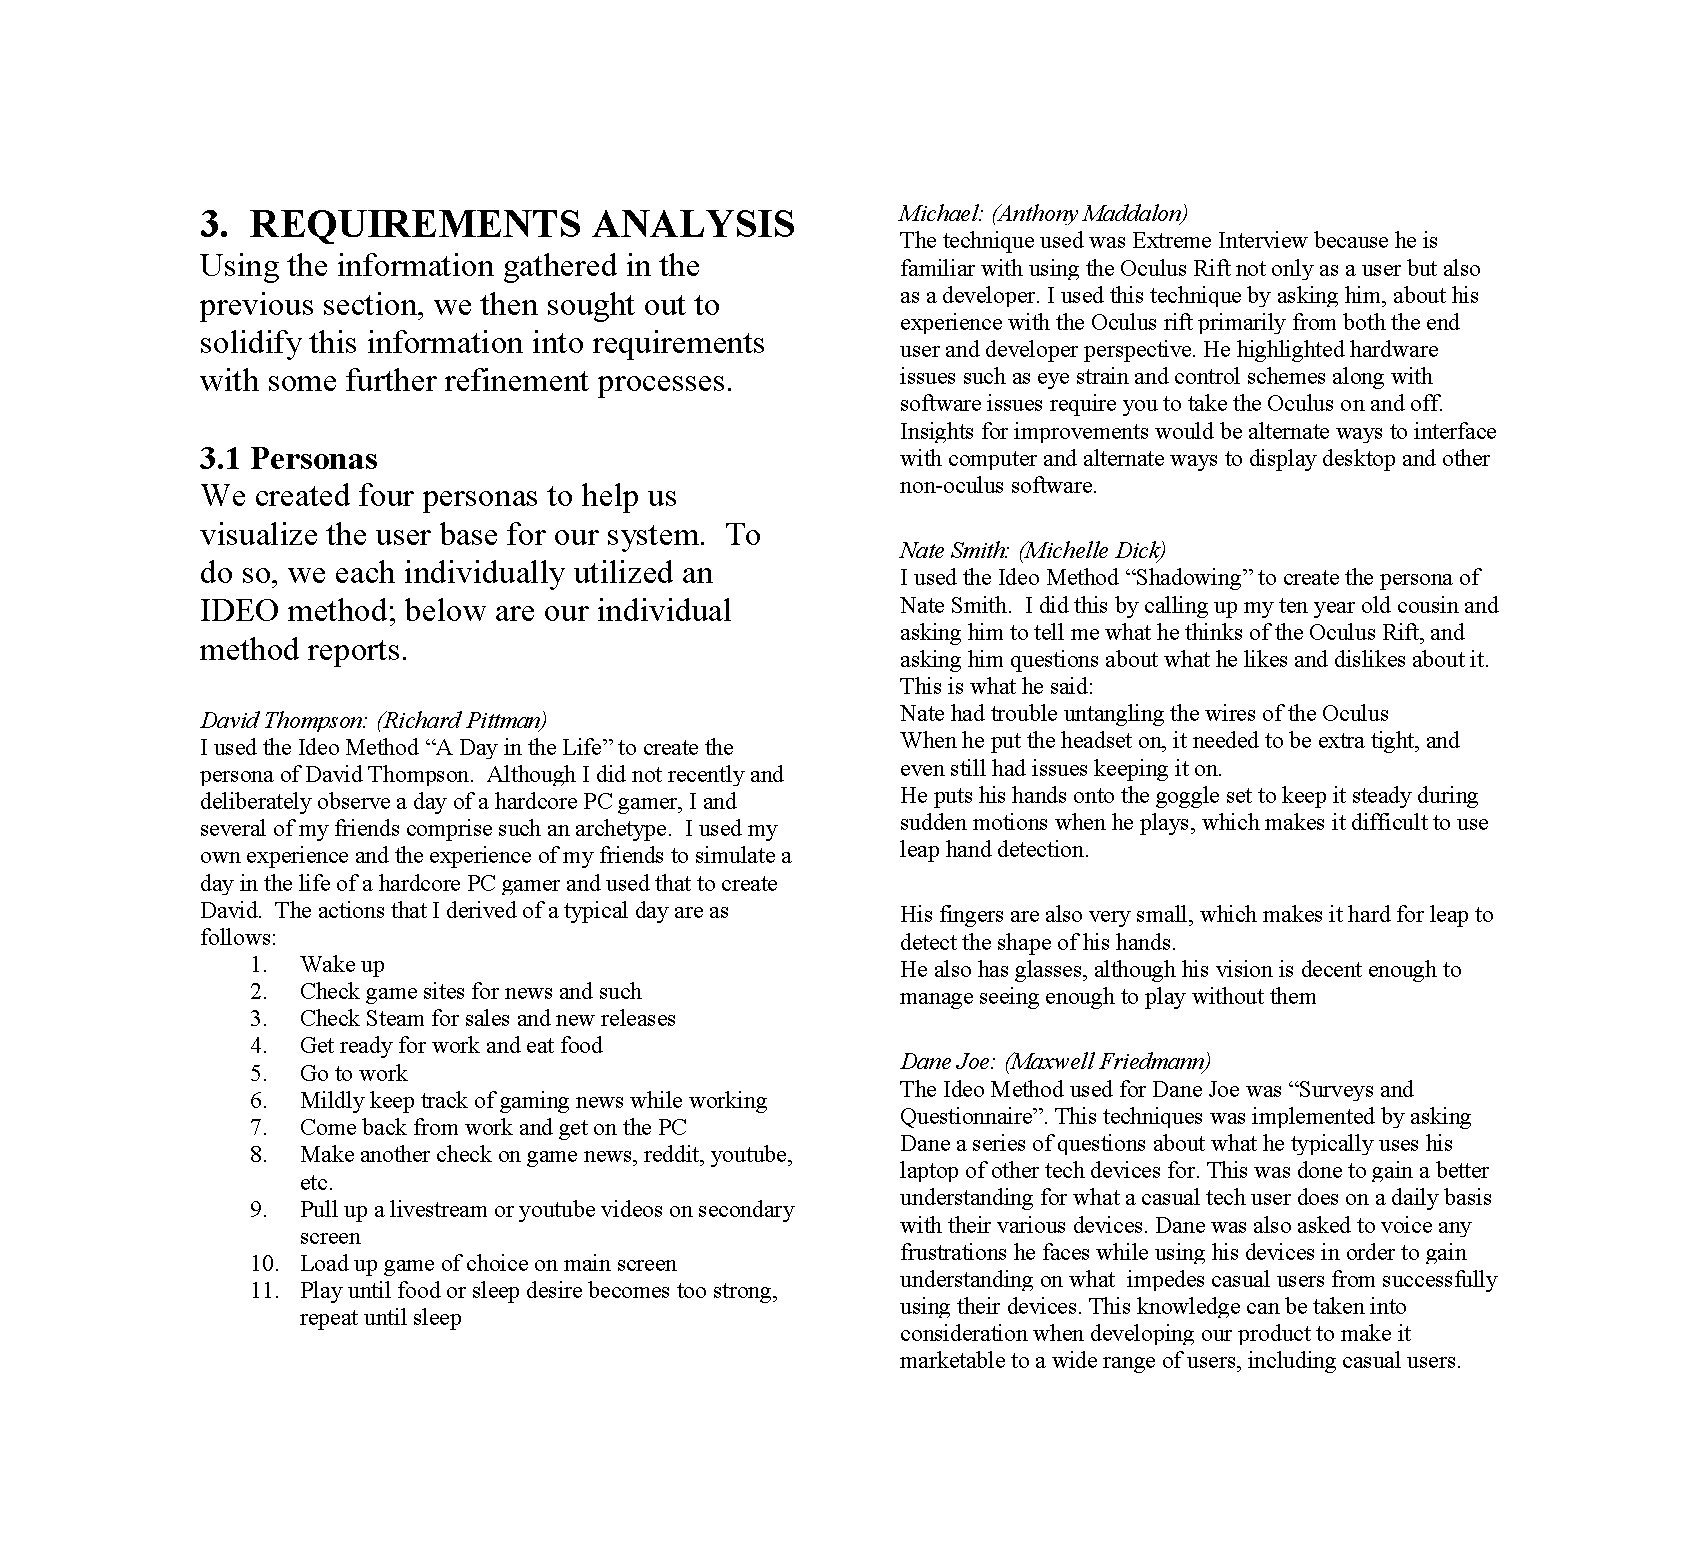 3.  REQUIREMENTS ANALYSIS
Using the information gathered in the
previous section, we then sought out to
solidify this information into requirements
with some further refinement processes.
3.1 Personas
We created four personas to help us
visualize the user base for our system.  To
do so, we each individually utilized an
IDEO method; below are our individual
method reports.
David Thompson: (Richard Pittman)
I used the Ideo Method “A Day in the Life” to create the
persona of David Thompson.  Although I did not recently and
deliberately observe a day of a hardcore PC gamer, I and
several of my friends comprise such an archetype.  I used my
own experience and the experience of my friends to simulate a
day in the life of a hardcore PC gamer and used that to create
David.  The actions that I derived of a typical day are as
follows:
1. Wake up
2. Check game sites for news and such
3. Check Steam for sales and new releases
4. Get ready for work and eat food
5. Go to work
6. Mildly keep track of gaming news while working
7. Come back from work and get on the PC
8. Make another check on game news, reddit, youtube,
etc.
9. Pull up a livestream or youtube videos on secondary
screen
10. Load up game of choice on main screen
11. Play until food or sleep desire becomes too strong,
repeat until sleep
Michael: (Anthony Maddalon)
The technique used was Extreme Interview because he is
familiar with using the Oculus Rift not only as a user but also
as a developer. I used this technique by asking him, about his
experience with the Oculus rift primarily from both the end
user and developer perspective. He highlighted hardware
issues such as eye strain and control schemes along with
software issues require you to take the Oculus on and off.
Insights for improvements would be alternate ways to interface
with computer and alternate ways to display desktop and other
non-oculus software.
Nate Smith: (Michelle Dick)
I used the Ideo Method “Shadowing” to create the persona of
Nate Smith.  I did this by calling up my ten year old cousin and
asking him to tell me what he thinks of the Oculus Rift, and
asking him questions about what he likes and dislikes about it.
This is what he said:
Nate had trouble untangling the wires of the Oculus
When he put the headset on, it needed to be extra tight, and
even still had issues keeping it on.
He puts his hands onto the goggle set to keep it steady during
sudden motions when he plays, which makes it difficult to use
leap hand detection.
His fingers are also very small, which makes it hard for leap to
detect the shape of his hands.
He also has glasses, although his vision is decent enough to
manage seeing enough to play without them
Dane Joe: (Maxwell Friedmann)
The Ideo Method used for Dane Joe was “Surveys and
Questionnaire”. This techniques was implemented by asking
Dane a series of questions about what he typically uses his
laptop of other tech devices for. This was done to gain a better
understanding for what a casual tech user does on a daily basis
with their various devices. Dane was also asked to voice any
frustrations he faces while using his devices in order to gain
understanding on what  impedes casual users from successfully
using their devices. This knowledge can be taken into
consideration when developing our product to make it
marketable to a wide range of users, including casual users.